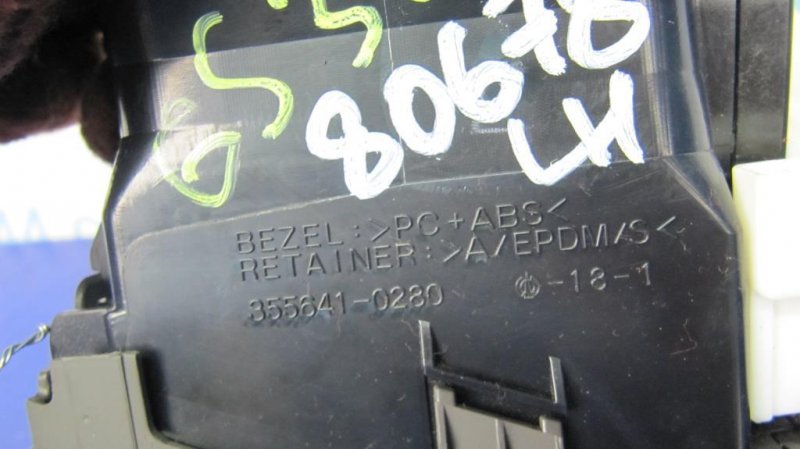 80678
LH
BEZEL:>PC+ABS<
RETAINER:>A/EPDM/S<
355641-0280
-18-1